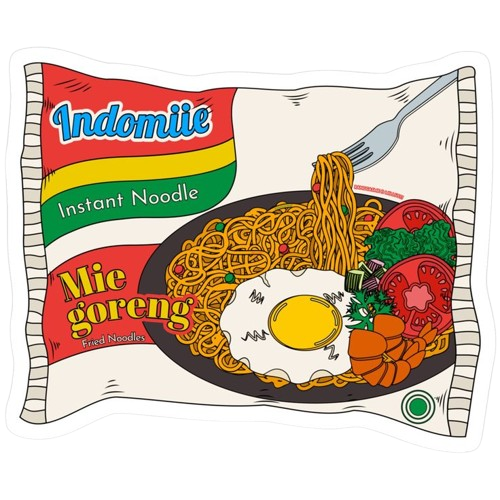 Indomiie
Instant Noodle
Mie
goreng
Fried Noodles